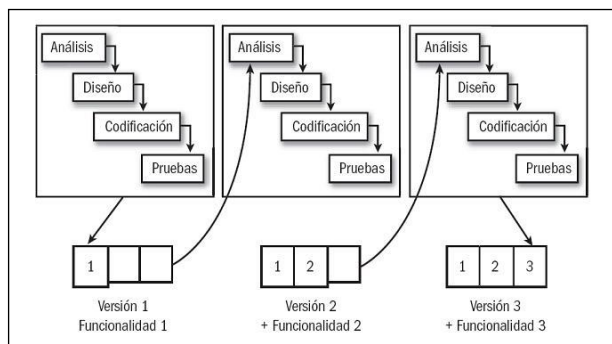 Análisis
Diseño
Codificación
Pruebas
Análisis
Diseño
Codificación
Pruebas
Análisis
Diseño
Codificación
Pruebas
1
1 2
1 2 3
Versión 1
Funcionalidad 1
Versión 2
+ Funcionalidad 2
Versión 3
+ Funcionalidad 3